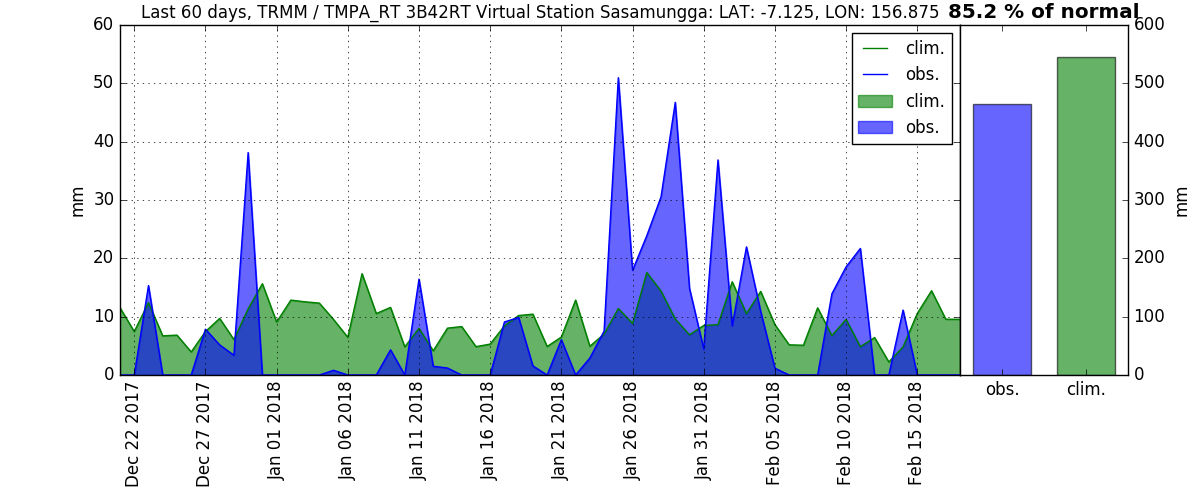 Last 60 days, TRMM / TMPA_RT 3B42RT Virtual Station Sasamungga: LAT: -7.125, LON: 156.875 85.2 % of normal
60
50
40
30
20
10
0
mm
clim.
obs.
clim.
obs.
600
500
400
300
200
100
0
mm
obs.
clim.
Dec 22 2017
Dec 27 2017
Jan 01 2018
Jan 06 2018
Jan 11 2018
Jan 16 2018
Jan 21 2018
Jan 26 2018
Jan 31 2018
Feb 05 2018
Feb 10 2018
Feb 15 2018